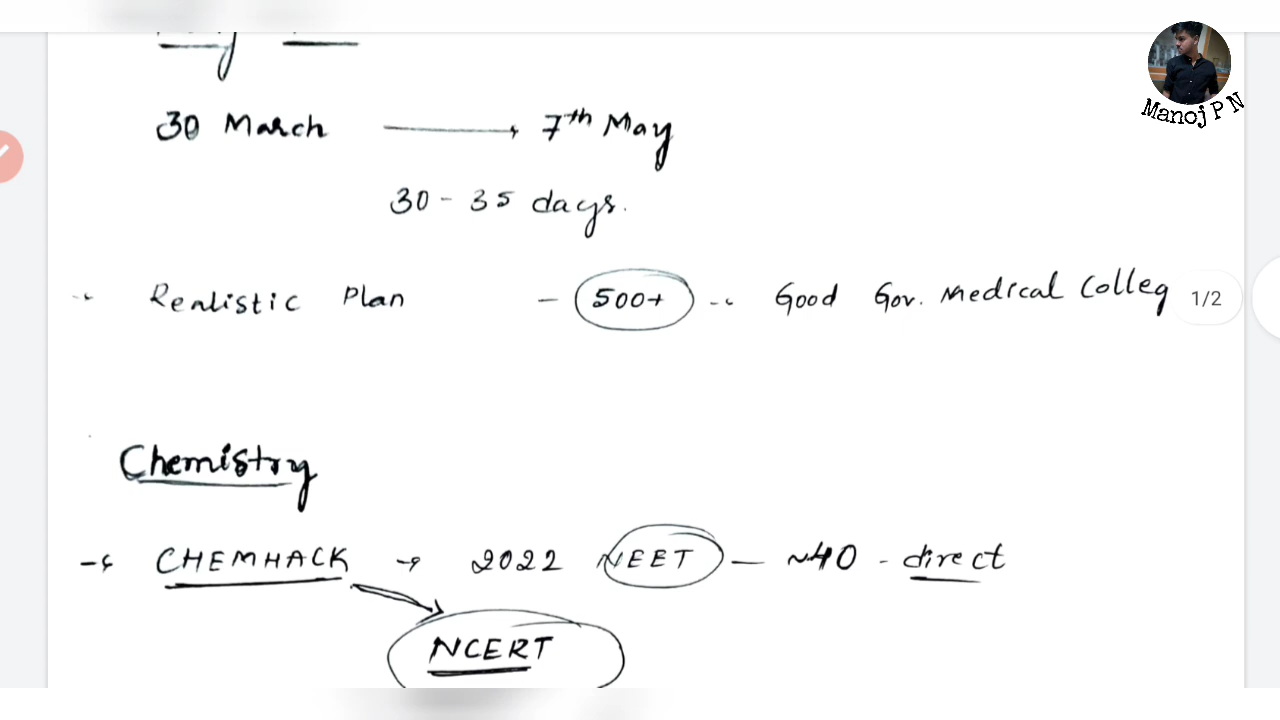 Manoj P N
30 March → 7th May
30 - 35 days.
Realistic Plan - 500+ -- Good Gov. Medical Colleg
1/2
Chemistry
→ CHEMHACK → 2022 NEET — ~40 - direct
NCERT